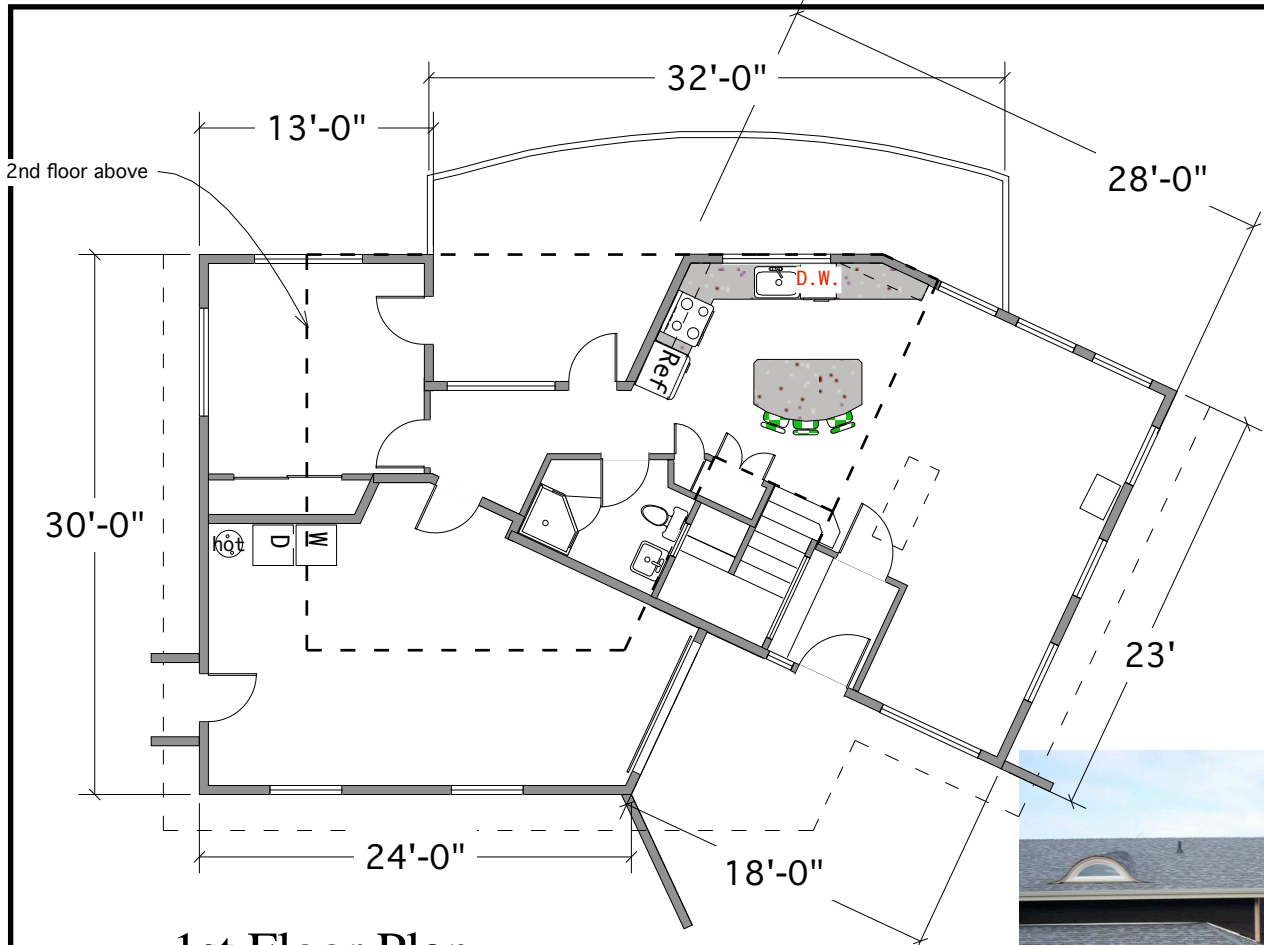 32'-0"
13'-0"
28'-0"
2nd floor above
D.W.
Ref
30'-0"
hot
D
W
23'
24'-0"
18'-0"
1st Floor Plan